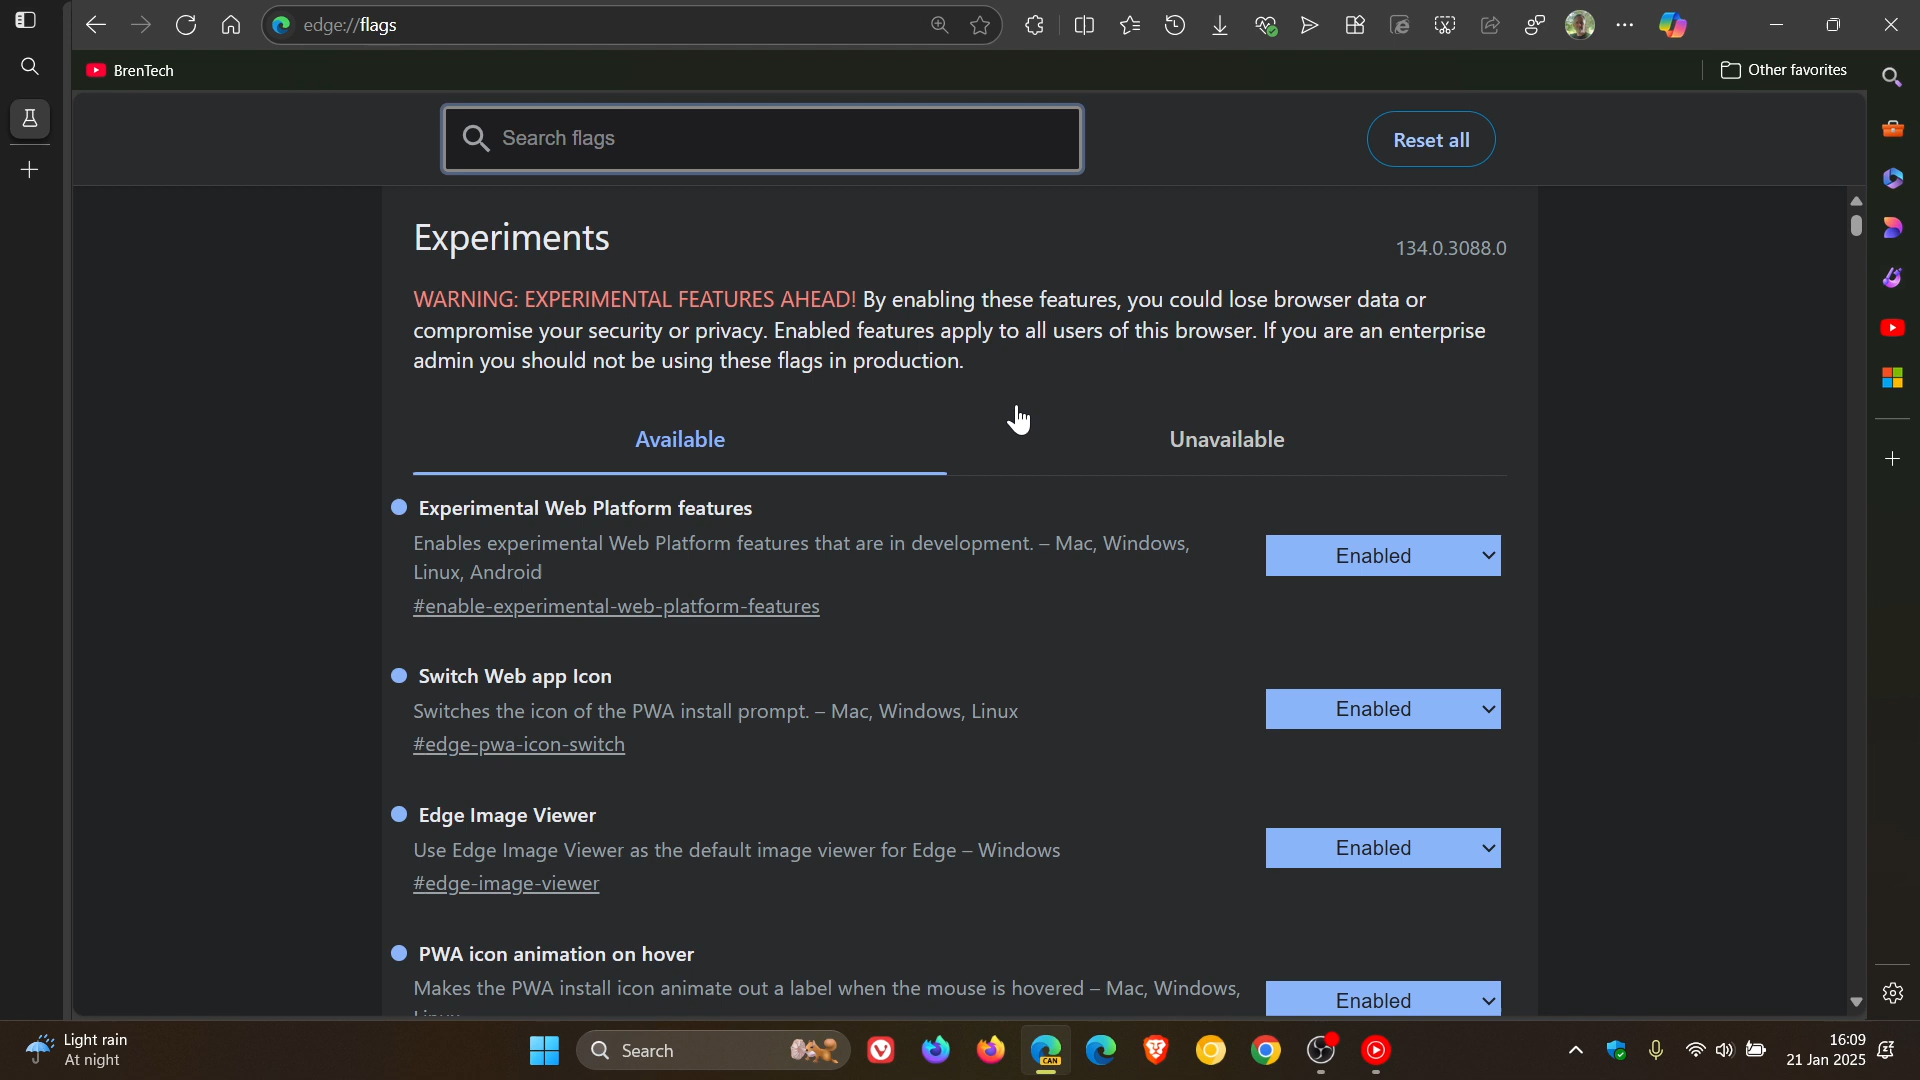 edge://flags
BrenTech
Other favorites
Search flags
Reset all
Experiments
134.0.3088.0
WARNING: EXPERIMENTAL FEATURES AHEAD! By enabling these features, you could lose browser data or
compromise your security or privacy. Enabled features apply to all users of this browser. If you are an enterprise
admin you should not be using these flags in production.
Available
Unavailable
Experimental Web Platform features
Enables experimental Web Platform features that are in development. – Mac, Windows,
Linux, Android
#enable-experimental-web-platform-features
Enabled
Switch Web app Icon
Switches the icon of the PWA install prompt. – Mac, Windows, Linux
#edge-pwa-icon-switch
Enabled
Edge Image Viewer
Use Edge Image Viewer as the default image viewer for Edge – Windows
#edge-image-viewer
Enabled
PWA icon animation on hover
Makes the PWA install icon animate out a label when the mouse is hovered – Mac, Windows,
Enabled
Light rain
At night
Search
CAN
16:09
21 Jan 2025